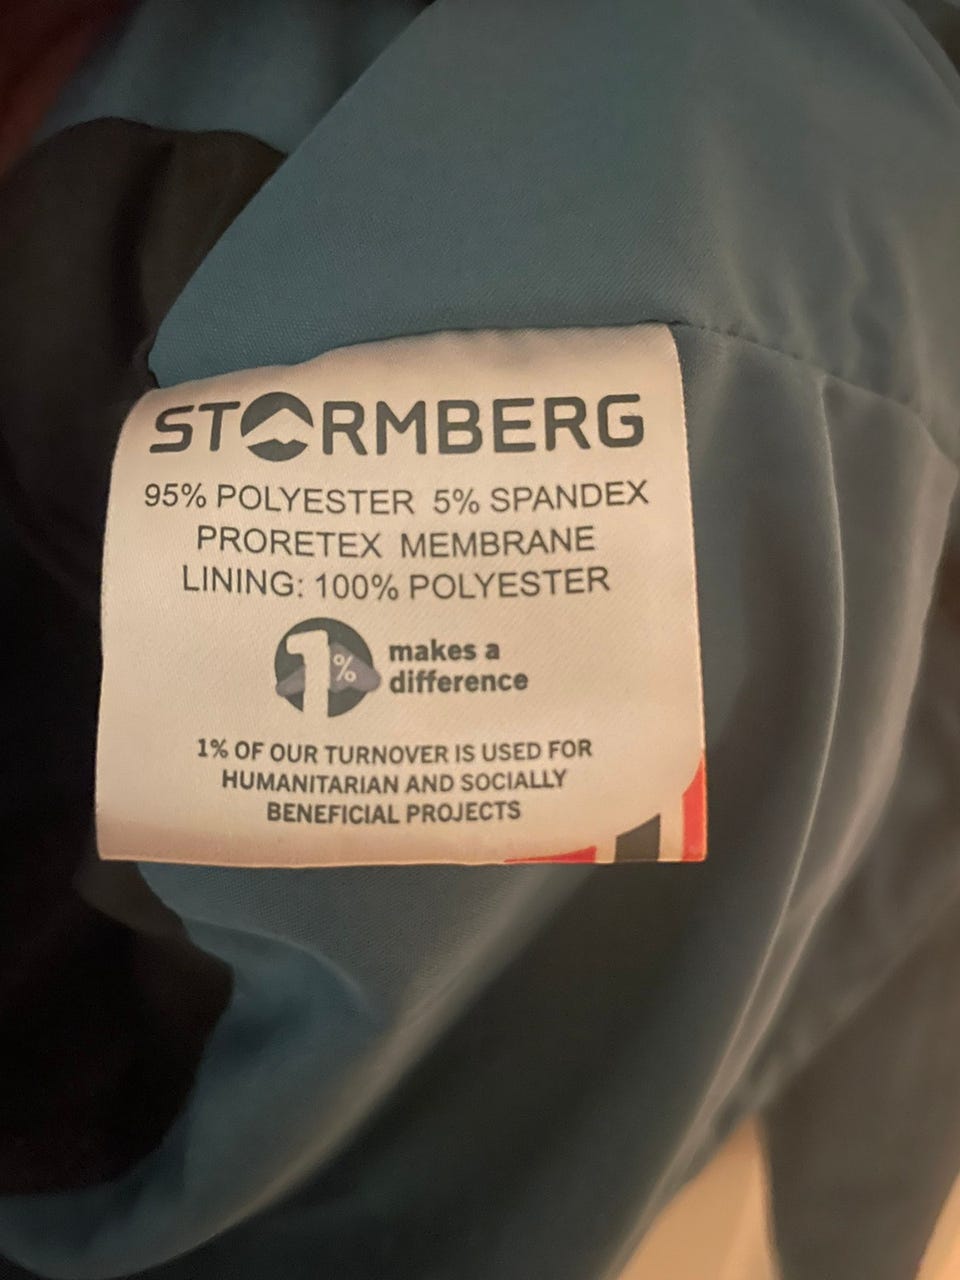 STORMBERG
95% POLYESTER 5% SPANDEX
PRORETEX MEMBRANE
LINING: 100% POLYESTER
1% makes a
difference
1% OF OUR TURNOVER IS USED FOR
HUMANITARIAN AND SOCIALLY
BENEFICIAL PROJECTS